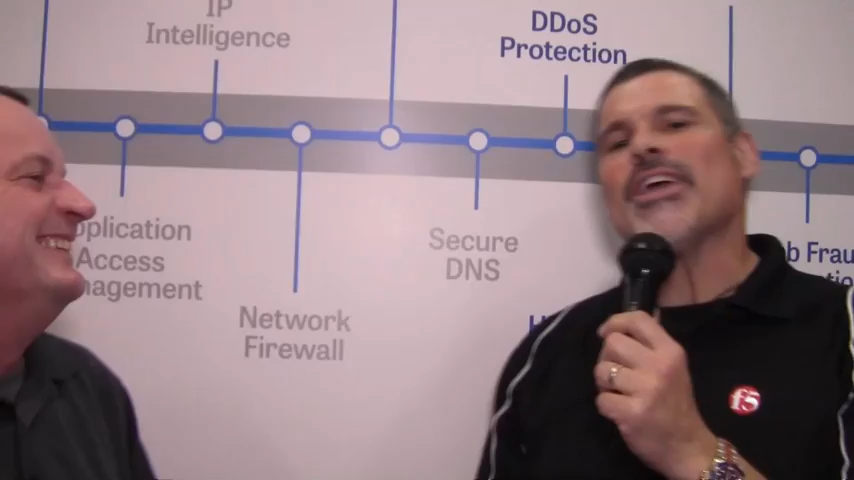 IP
Intelligence
DDoS
Protection
pplication
Access
nagement
Network
Firewall
Secure
DNS
b Frau
f5